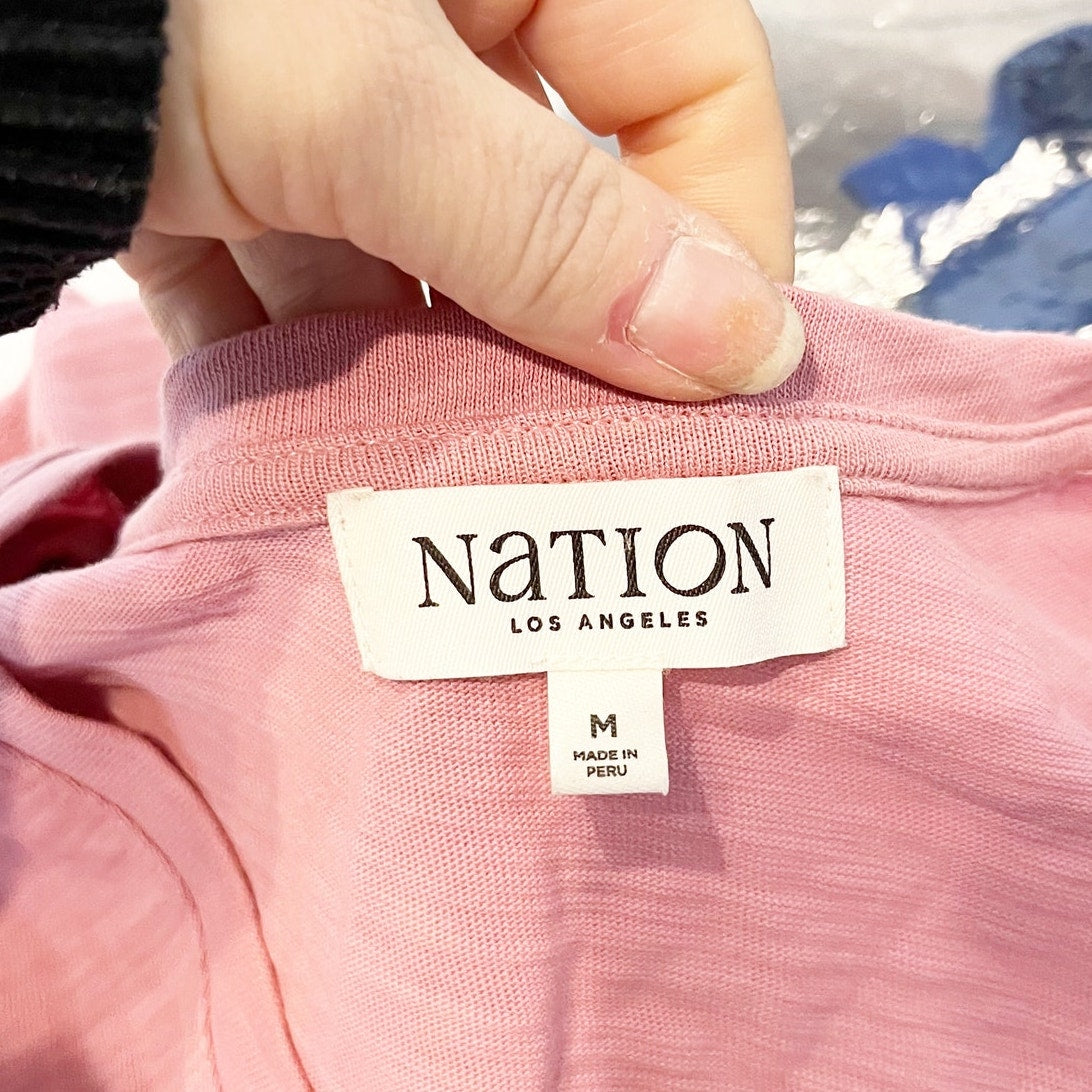 NaTION
LOS ANGELES
M
MADE IN
PERU